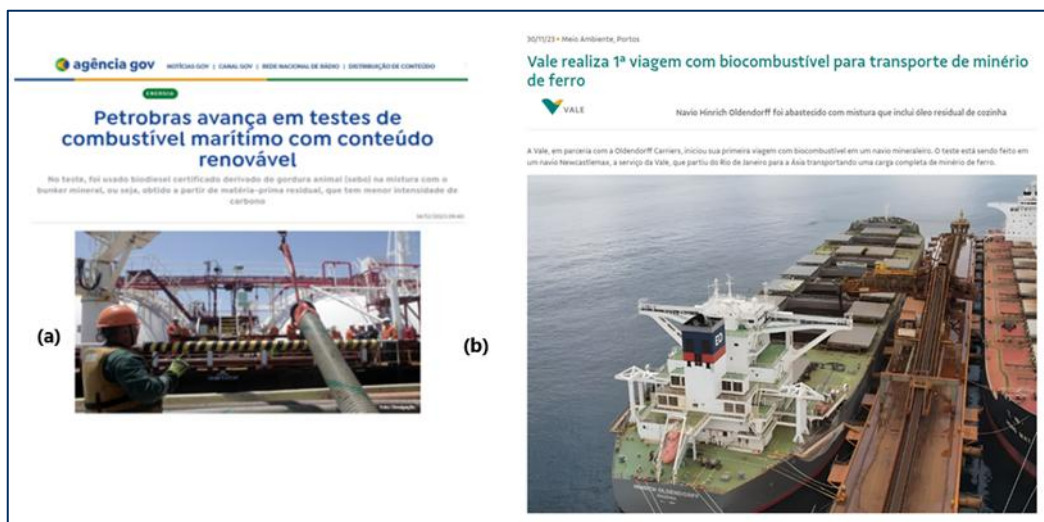 agência gov
NOTÍCIAS GOV | CANAL GOV | REDE NACIONAL DE RÁDIO | DISTRIBUIÇÃO DE CONTEÚDO
ENERGIA
Petrobras avança em testes de
combustível marítimo com conteúdo
renovável
No teste, foi usado biodiesel certificado derivado de gordura animal (sebo) na mistura com o
bunker mineral, ou seja, obtido a partir de matéria-prima residual, que tem menor intensidade de
carbono
(a)
Foto: Divulgação
30/11/23 • Meio Ambiente, Portos
Vale realiza 1ª viagem com biocombustível para transporte de minério
de ferro
VALE
Navio Hinrich Oldendorff foi abastecido com mistura que inclui óleo residual de cozinha
A Vale, em parceria com a Oldendorff Carriers, iniciou sua primeira viagem com biocombustível em um navio mineraleiro. O teste está sendo feito em
um navio Newcastlemax, a serviço da Vale, que partiu do Rio de Janeiro para a Ásia transportando uma carga completa de minério de ferro.
(b)
EO
HINRICH OLDENDORFF